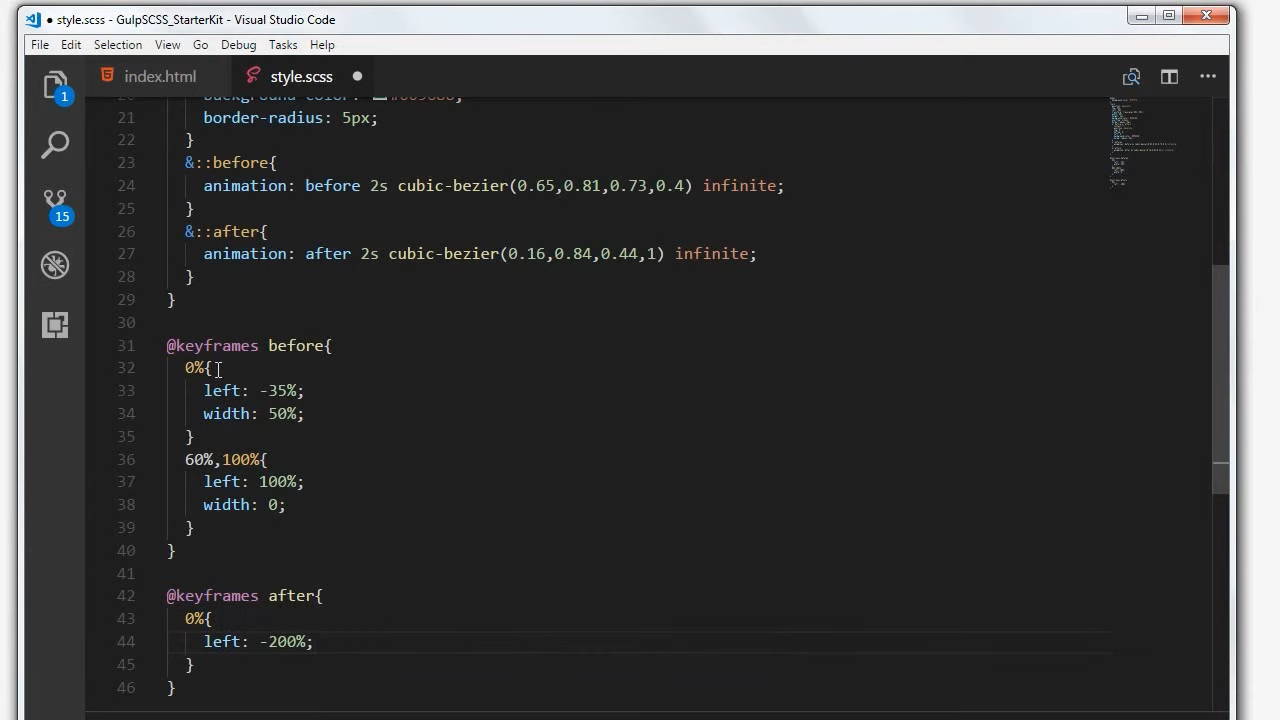 ● style.scss - GulpSCSS_StarterKit - Visual Studio Code
File Edit Selection View Go Debug Tasks Help
index.html style.scss
1
15
21 border-radius: 5px;
22 }
23 &::before{
24 animation: before 2s cubic-bezier(0.65,0.81,0.73,0.4) infinite;
25 }
26 &::after{
27 animation: after 2s cubic-bezier(0.16,0.84,0.44,1) infinite;
28 }
29 }
30
31 @keyframes before{
32 0%{
33 left: -35%;
34 width: 50%;
35 }
36 60%,100%{
37 left: 100%;
38 width: 0;
39 }
40 }
41
42 @keyframes after{
43 0%{
44 left: -200%;
45 }
46 }